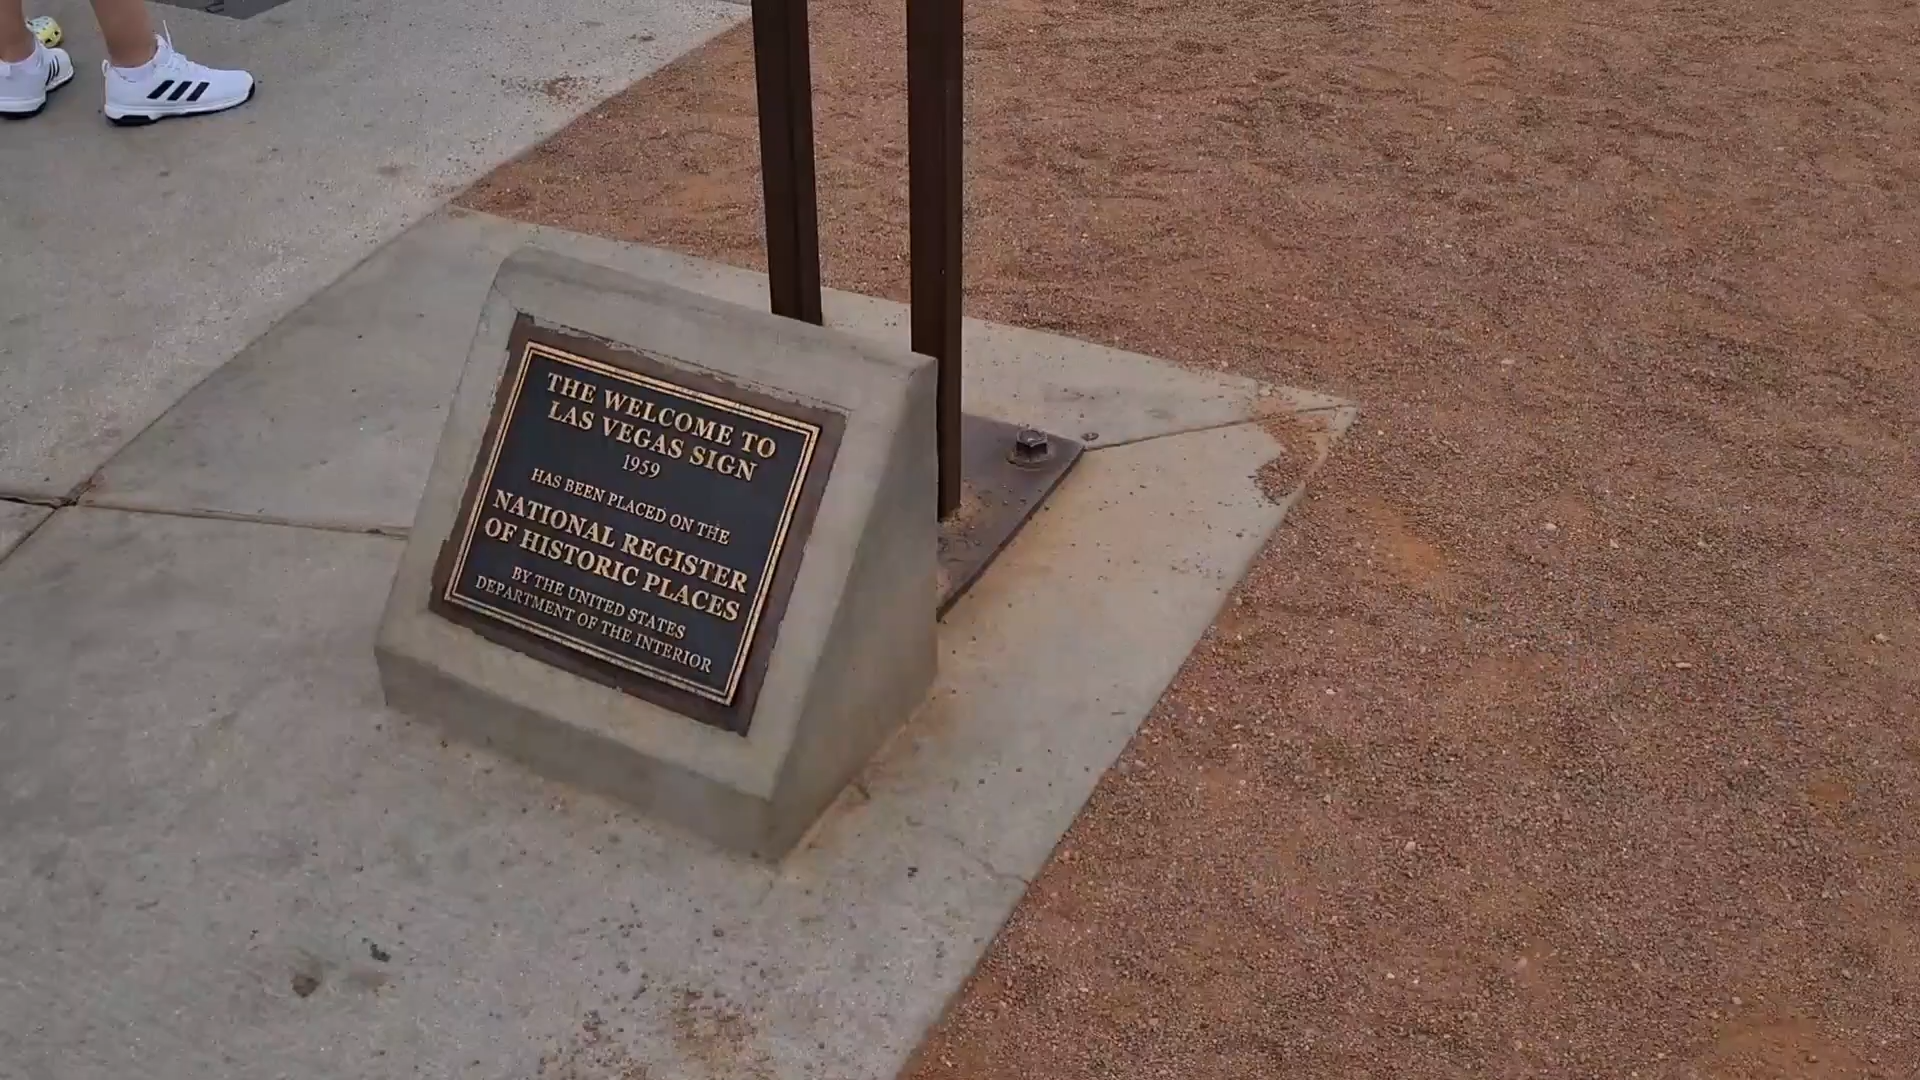 THE WELCOME TO
LAS VEGAS SIGN
1959
HAS BEEN PLACED ON THE
NATIONAL REGISTER
OF HISTORIC PLACES
BY THE UNITED STATES
DEPARTMENT OF THE INTERIOR